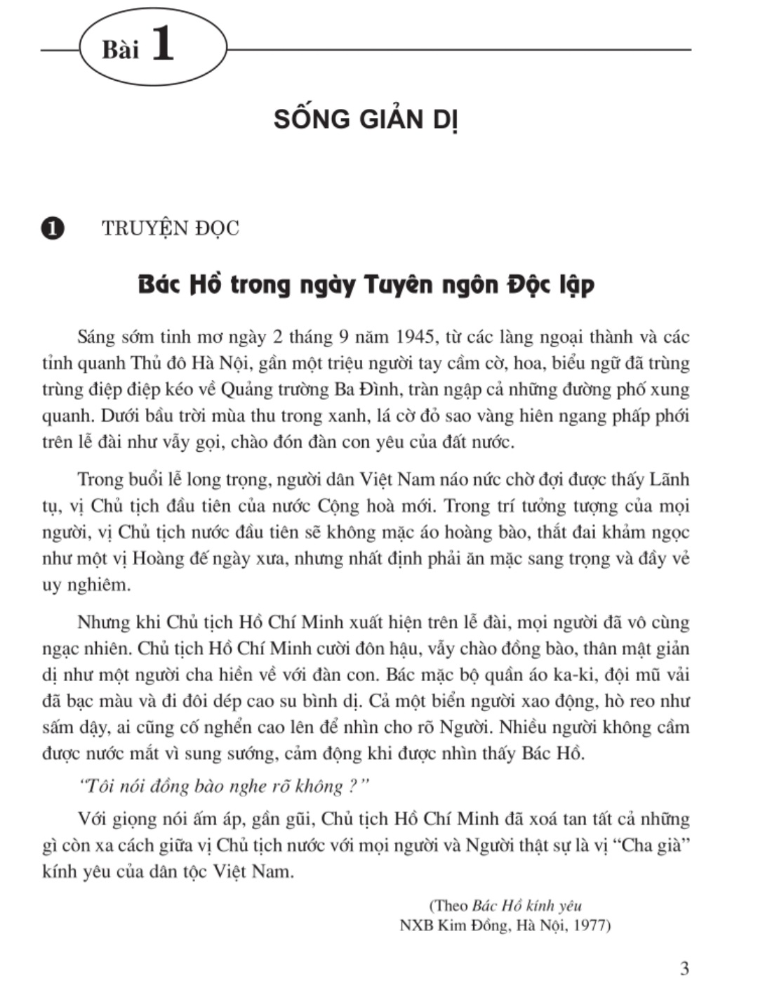 Bài 1
SỐNG GIẢN DỊ
1 TRUYỆN ĐỌC
Bác Hồ trong ngày Tuyên ngôn Độc lập
Sáng sớm tinh mơ ngày 2 tháng 9 năm 1945, từ các làng ngoại thành và các
tỉnh quanh Thủ đô Hà Nội, gần một triệu người tay cầm cờ, hoa, biểu ngữ đã trùng
trùng điệp điệp kéo về Quảng trường Ba Đình, tràn ngập cả những đường phố xung
quanh. Dưới bầu trời mùa thu trong xanh, lá cờ đỏ sao vàng hiên ngang phấp phới
trên lễ đài như vẫy gọi, chào đón đàn con yêu của đất nước.
Trong buổi lễ long trọng, người dân Việt Nam náo nức chờ đợi được thấy Lãnh
tụ, vị Chủ tịch đầu tiên của nước Cộng hoà mới. Trong trí tưởng tượng của mọi
người, vị Chủ tịch nước đầu tiên sẽ không mặc áo hoàng bào, thắt đai khảm ngọc
như một vị Hoàng đế ngày xưa, nhưng nhất định phải ăn mặc sang trọng và đầy vẻ
uy nghiêm.
Nhưng khi Chủ tịch Hồ Chí Minh xuất hiện trên lễ đài, mọi người đã vô cùng
ngạc nhiên. Chủ tịch Hồ Chí Minh cười đôn hậu, vẫy chào đồng bào, thân mật giản
dị như một người cha hiền về với đàn con. Bác mặc bộ quần áo ka-ki, đội mũ vải
đã bạc màu và đi đôi dép cao su bình dị. Cả một biển người xao động, hò reo như
sấm dậy, ai cũng cố nghển cao lên để nhìn cho rõ Người. Nhiều người không cầm
được nước mắt vì sung sướng, cảm động khi được nhìn thấy Bác Hồ.
“Tôi nói đồng bào nghe rõ không ?”
Với giọng nói ấm áp, gần gũi, Chủ tịch Hồ Chí Minh đã xoá tan tất cả những
gì còn xa cách giữa vị Chủ tịch nước với mọi người và Người thật sự là vị “Cha già”
kính yêu của dân tộc Việt Nam.
(Theo Bác Hồ kính yêu
NXB Kim Đồng, Hà Nội, 1977)
3